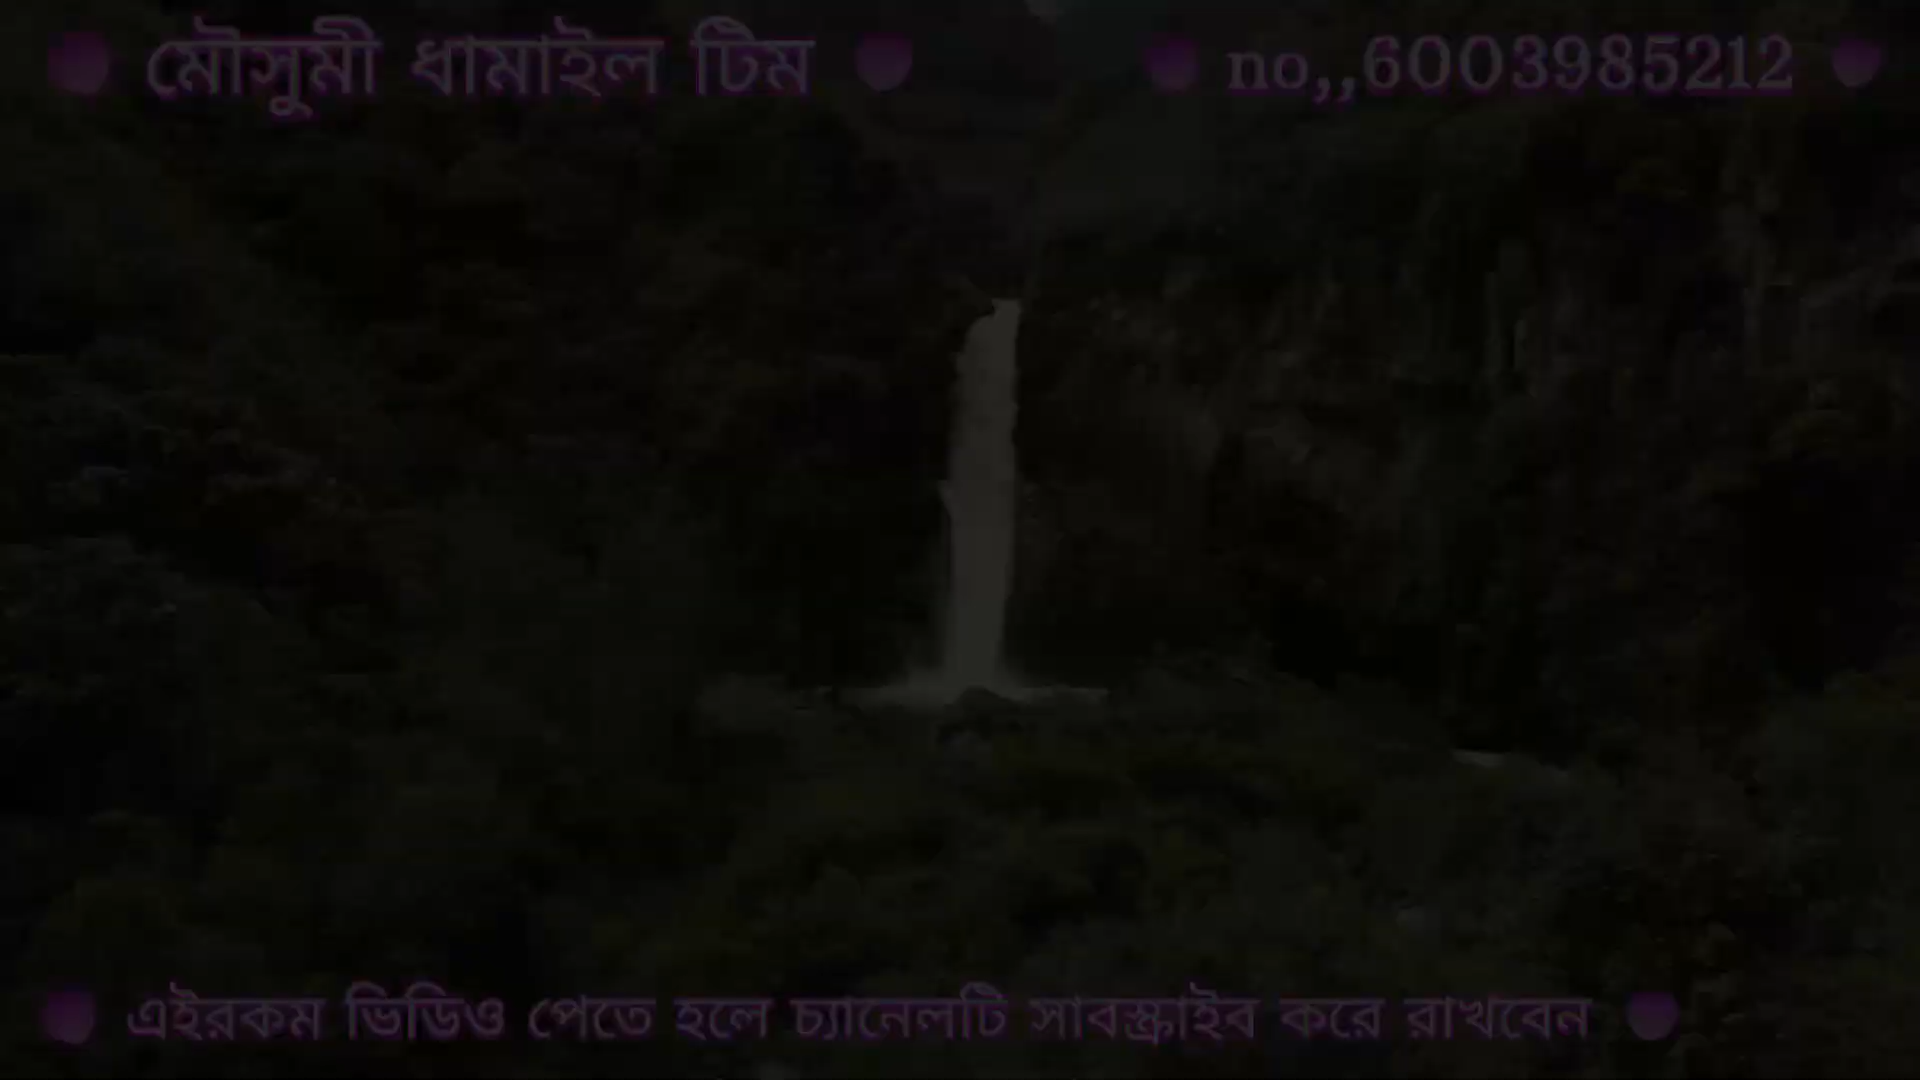 মৌসুমী ধামাইল টিম
no,,6003985212
এইরকম ভিডিও পেতে হলে চ্যানেলটি সাবস্ক্রাইব করে রাখবেন